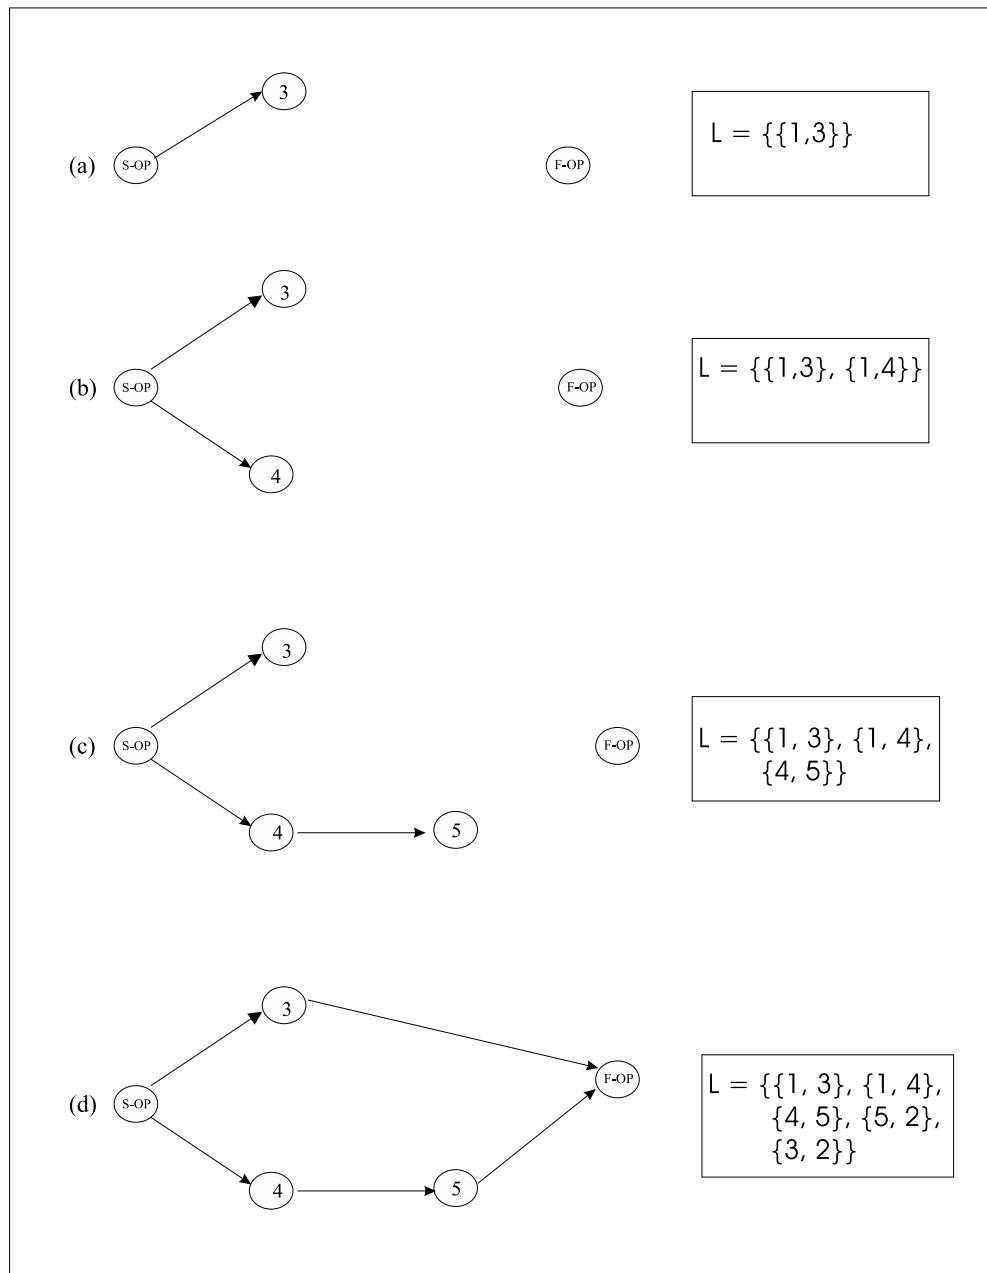 3
(a)
S-OP
F-OP
L = {{1,3}}
3
(b)
S-OP
F-OP
L = {{1,3}, {1,4}}
4
3
(c)
S-OP
F-OP
L = {{1, 3}, {1, 4},
{4, 5}}
4
5
3
(d)
S-OP
F-OP
L = {{1, 3}, {1, 4},
{4, 5}, {5, 2},
{3, 2}}
4
5